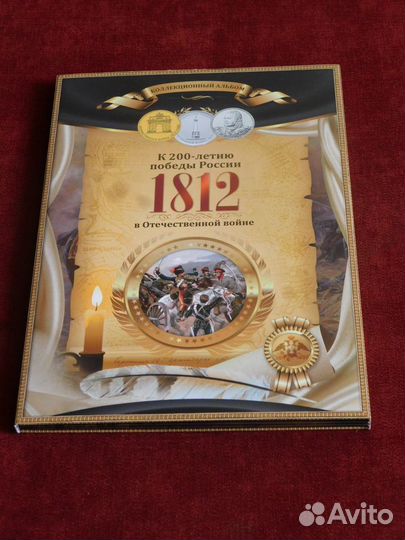 КОЛЛЕКЦИОННЫЙ АЛЬБОМ
К 200-летию
победы России
1812
в Отечественной войне
Avito